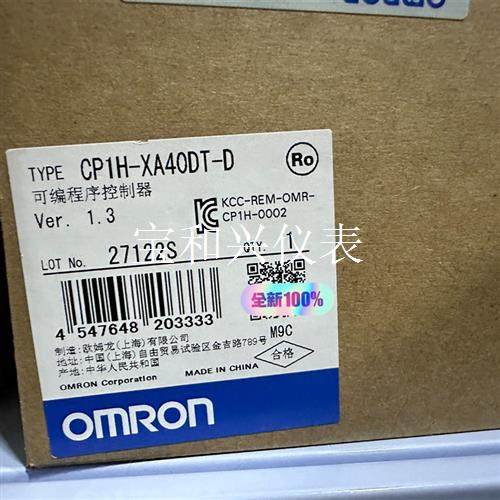 TYPE CP1H-XA40DT-D
Ro
可编程序控制器
Ver. 1.3
KCC-REM-OMR-
CP1H-0002
宝和兴仪表
LOT No. 27122S QTY. 1
全新100%
4 547648 203333
M9C
制造：欧姆龙(上海)有限公司
地址：中国(上海)自由贸易试验区金吉路789号
产地：中华人民共和国
合格
OMRON Corporation MADE IN CHINA
OMRON